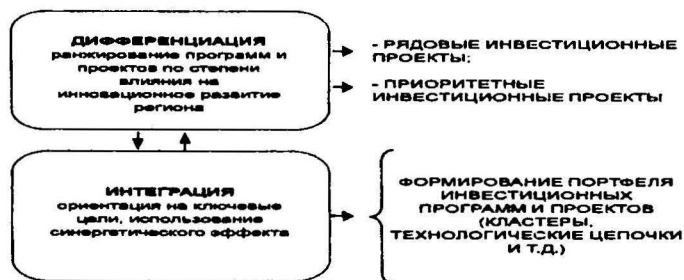 ДИФФЕРЕНЦИАЦИЯ
ранжирование программ и
проектов по степени
влияния на
инновационное развитие
региона
- РЯДОВЫЕ ИНВЕСТИЦИОННЫЕ
ПРОЕКТЫ;
- ПРИОРИТЕТНЫЕ
ИНВЕСТИЦИОННЫЕ ПРОЕКТЫ
ИНТЕГРАЦИЯ
ориентация на ключевые
цели, использование
синергетического эффекта
ФОРМИРОВАНИЕ ПОРТФЕЛЯ
ИНВЕСТИЦИОННЫХ
ПРОГРАММ И ПРОЕКТОВ
(КЛАСТЕРЫ,
ТЕХНОЛОГИЧЕСКИЕ ЦЕПОЧКИ
И Т.Д.)